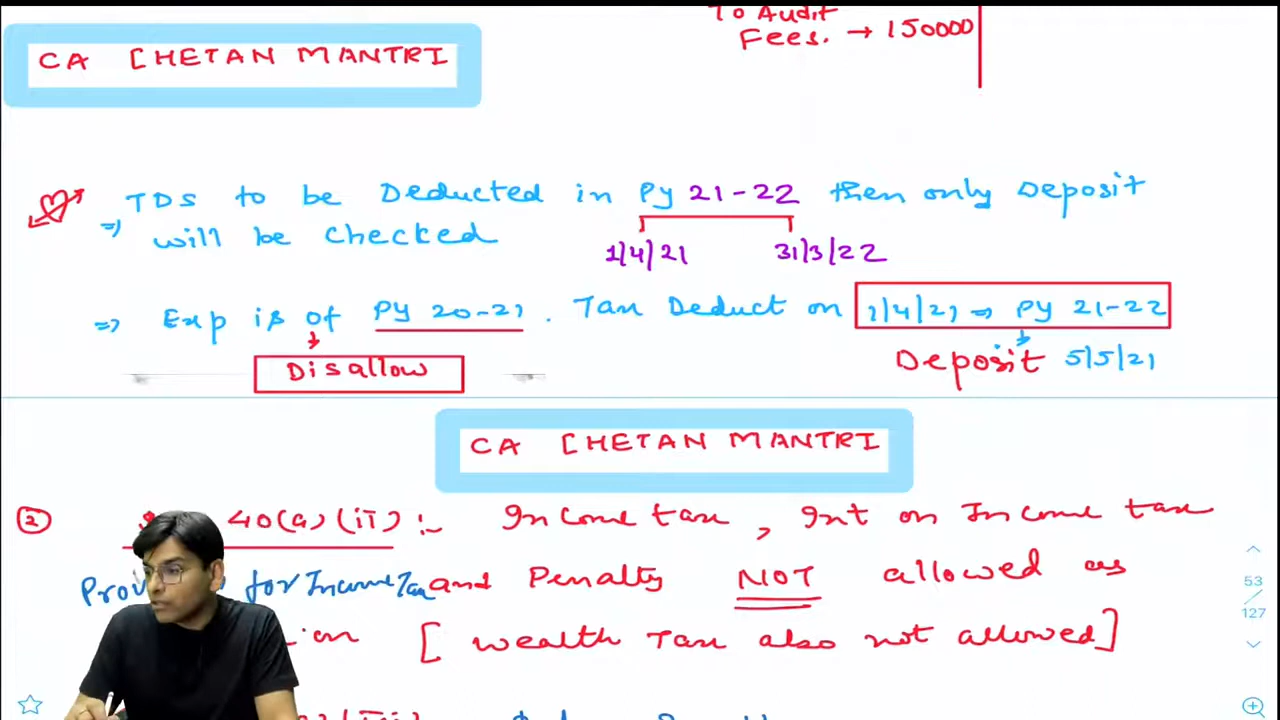 To Audit
Fees. → 150000
CA CHETAN MANTRI
TDS to be Deducted in Py 21-22 then only Deposit
⇒ will be checked
1/4/21 31/3/22
⇒ Exp is of Py 20-21. Tax Deduct on 1/4/21 ⇒ Py 21-22
Disallow
Deposit 5/5/21
CA CHETAN MANTRI
② 40(a)(ii) :- Income tax, Int on Income tax
for Income Tax and Penalty NOT allowed as
[ wealth Tax also not allowed ]
53
/
127